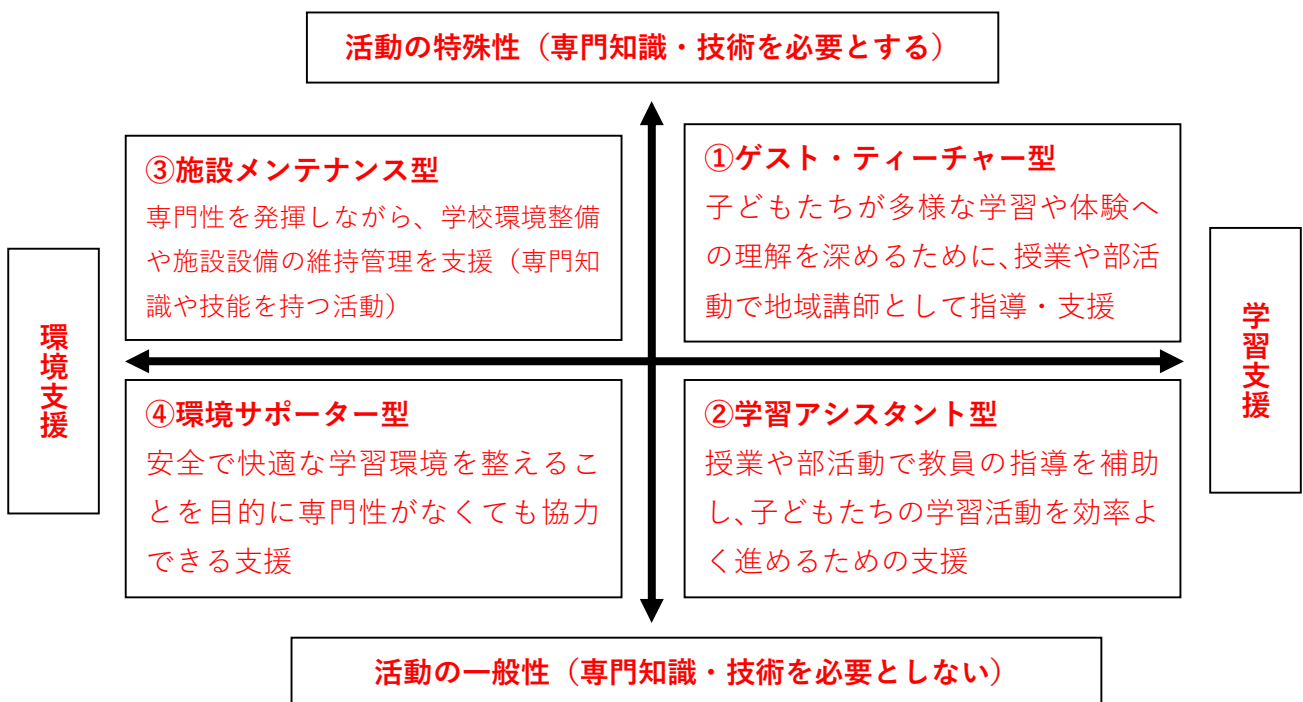 活動の特殊性（専門知識・技術を必要とする）
③施設メンテナンス型
専門性を発揮しながら、学校環境整備
や施設設備の維持管理を支援（専門知
識や技能を持つ活動）
①ゲスト・ティーチャー型
子どもたちが多様な学習や体験へ
の理解を深めるために、授業や部活
動で地域講師として指導・支援
環境支援
学習支援
④環境サポーター型
安全で快適な学習環境を整えるこ
とを目的に専門性がなくても協力
できる支援
②学習アシスタント型
授業や部活動で教員の指導を補助
し、子どもたちの学習活動を効率よ
く進めるための支援
活動の一般性（専門知識・技術を必要としない）